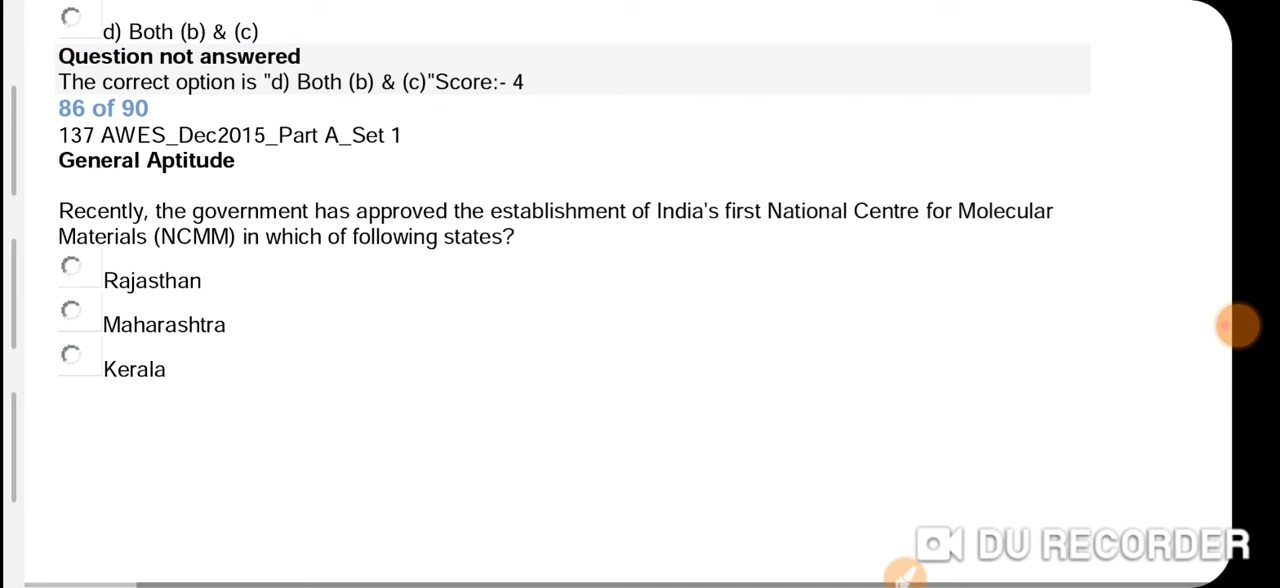 d) Both (b) & (c)
Question not answered
The correct option is "d) Both (b) & (c)"Score:- 4
86 of 90
137 AWES_Dec2015_Part A_Set 1
General Aptitude
Recently, the government has approved the establishment of India's first National Centre for Molecular
Materials (NCMM) in which of following states?
Rajasthan
Maharashtra
Kerala
DU RECORDER